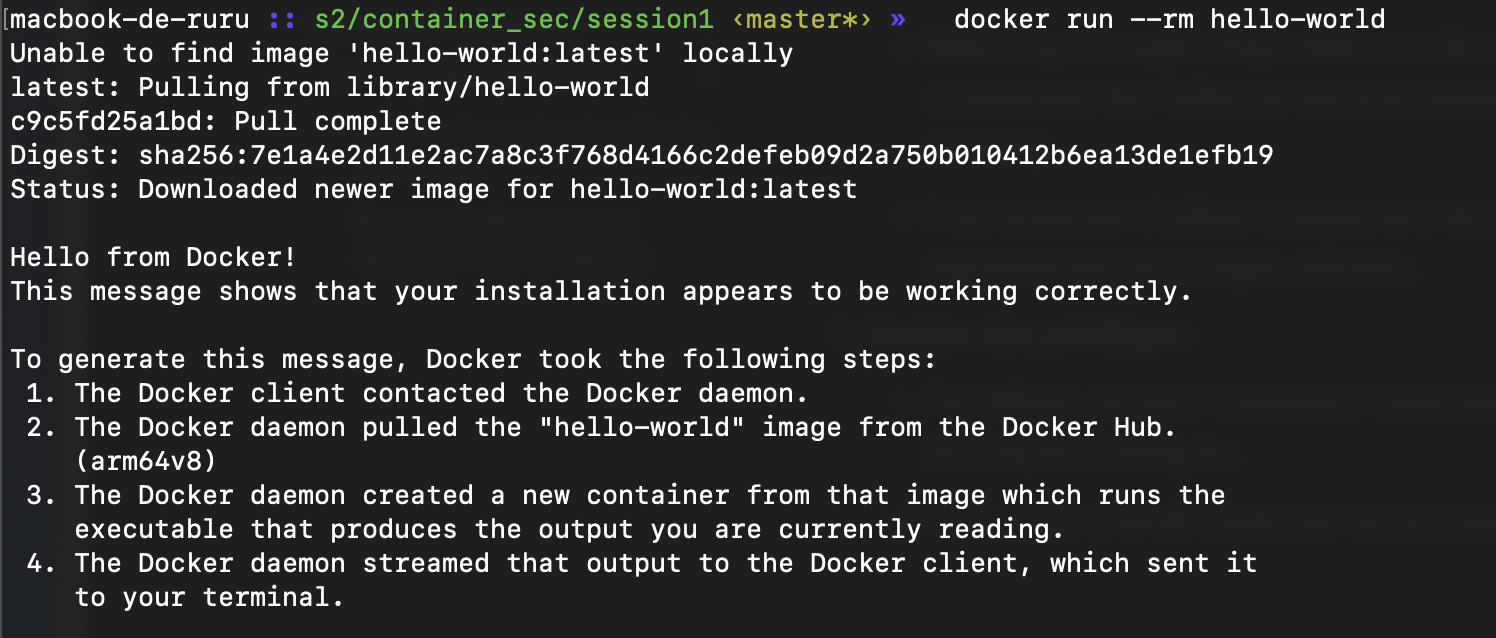 [macbook-de-ruru :: s2/container_sec/session1 ‹master*› »   docker run --rm hello-world
Unable to find image 'hello-world:latest' locally
latest: Pulling from library/hello-world
c9c5fd25a1bd: Pull complete
Digest: sha256:7e1a4e2d11e2ac7a8c3f768d4166c2defeb09d2a750b010412b6ea13de1efb19
Status: Downloaded newer image for hello-world:latest

Hello from Docker!
This message shows that your installation appears to be working correctly.

To generate this message, Docker took the following steps:
 1. The Docker client contacted the Docker daemon.
 2. The Docker daemon pulled the "hello-world" image from the Docker Hub.
    (arm64v8)
 3. The Docker daemon created a new container from that image which runs the
    executable that produces the output you are currently reading.
 4. The Docker daemon streamed that output to the Docker client, which sent it
    to your terminal.